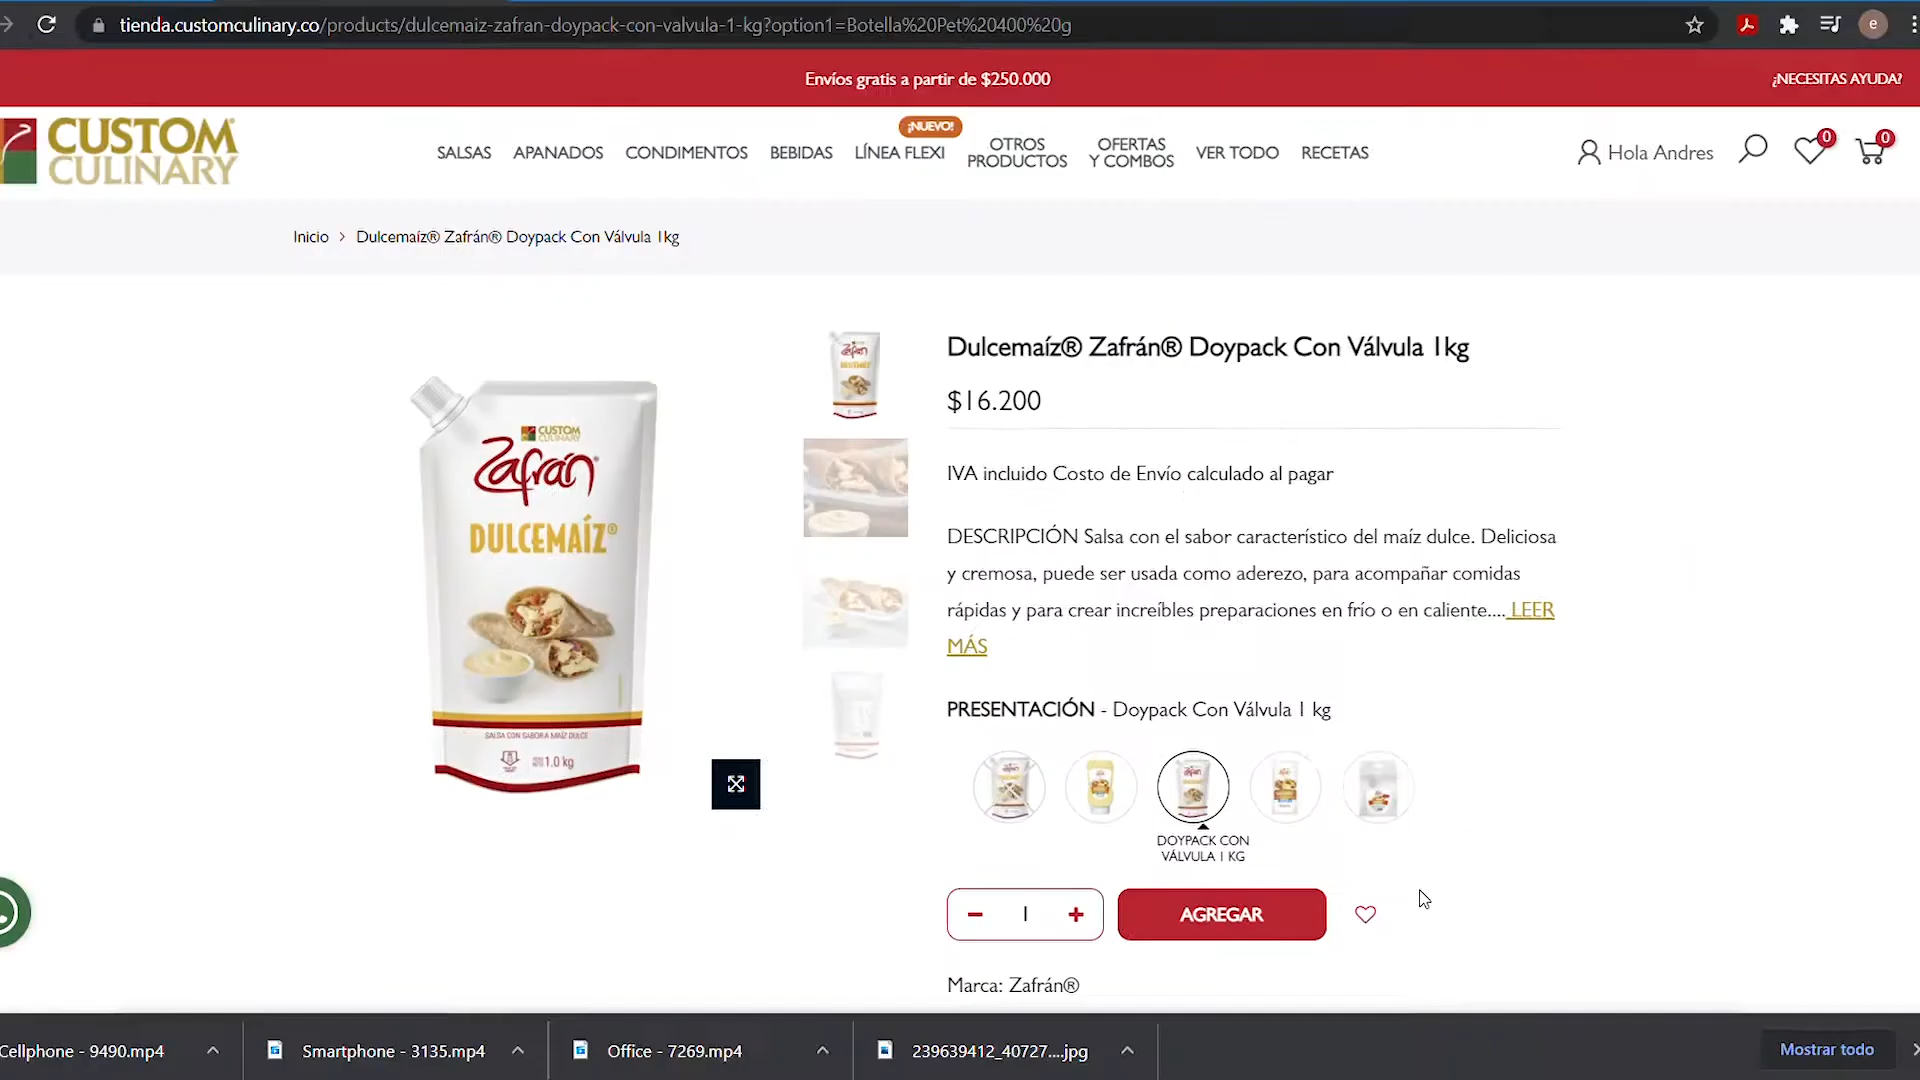 tienda.customculinary.co/products/dulcemaiz-zafran-doypack-con-valvula-1-kg?option1=Botella%20Pet%20400%20g
e
Envíos gratis a partir de $250.000
¿NECESITAS AYUDA?
CUSTOM
CULINARY
SALSAS
APANADOS
CONDIMENTOS
BEBIDAS
¡NUEVO!
LÍNEA FLEXI
OTROS
PRODUCTOS
OFERTAS
Y COMBOS
VER TODO
RECETAS
Hola Andres
0
0
Inicio > Dulcemaíz® Zafrán® Doypack Con Válvula 1kg
CUSTOM
CULINARY
Zafrán®
DULCEMAÍZ®
SALSA CON SABOR A MAÍZ DULCE
1.0 kg
Dulcemaíz® Zafrán® Doypack Con Válvula 1kg
$16.200
IVA incluido Costo de Envío calculado al pagar
DESCRIPCIÓN Salsa con el sabor característico del maíz dulce. Deliciosa
y cremosa, puede ser usada como aderezo, para acompañar comidas
rápidas y para crear increíbles preparaciones en frío o en caliente.... LEER
MÁS
PRESENTACIÓN - Doypack Con Válvula 1 kg
DOYPACK CON
VÁLVULA 1 KG
1
AGREGAR
Marca: Zafrán®
Cellphone - 9490.mp4
Smartphone - 3135.mp4
Office - 7269.mp4
239639412_40727....jpg
Mostrar todo